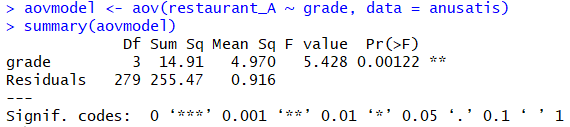 > aovmodel <- aov(restaurant_A ~ grade, data = anusatis)
> summary(aovmodel)
             Df Sum Sq Mean Sq F value  Pr(>F)
grade         3  14.91   4.970   5.428 0.00122 **
Residuals   279 255.47   0.916
---
Signif. codes:  0 ‘***’ 0.001 ‘**’ 0.01 ‘*’ 0.05 ‘.’ 0.1 ‘ ’ 1